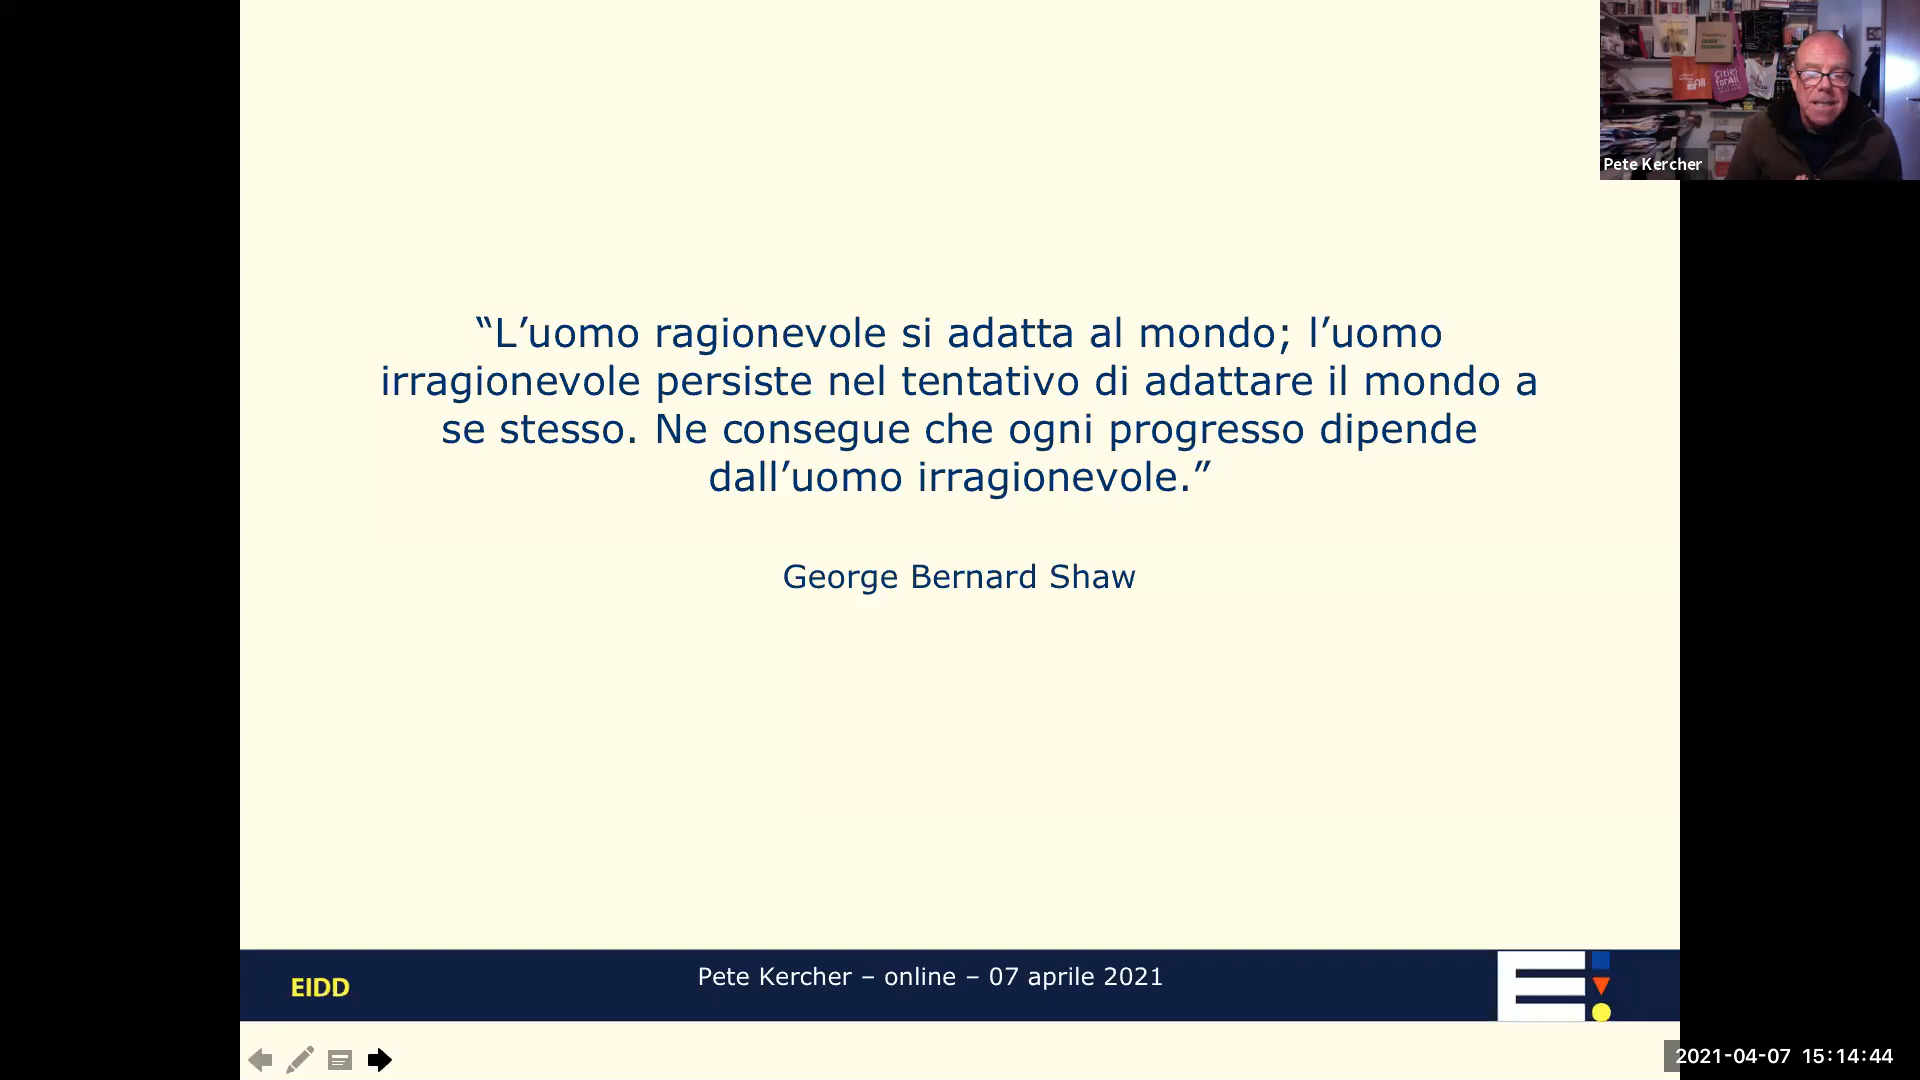 “L’uomo ragionevole si adatta al mondo; l’uomo
irragionevole persiste nel tentativo di adattare il mondo a
se stesso. Ne consegue che ogni progresso dipende
dall’uomo irragionevole.”
George Bernard Shaw
EIDD
Pete Kercher – online – 07 aprile 2021
Cities
forAll
Pete Kercher
2021-04-07 15:14:44